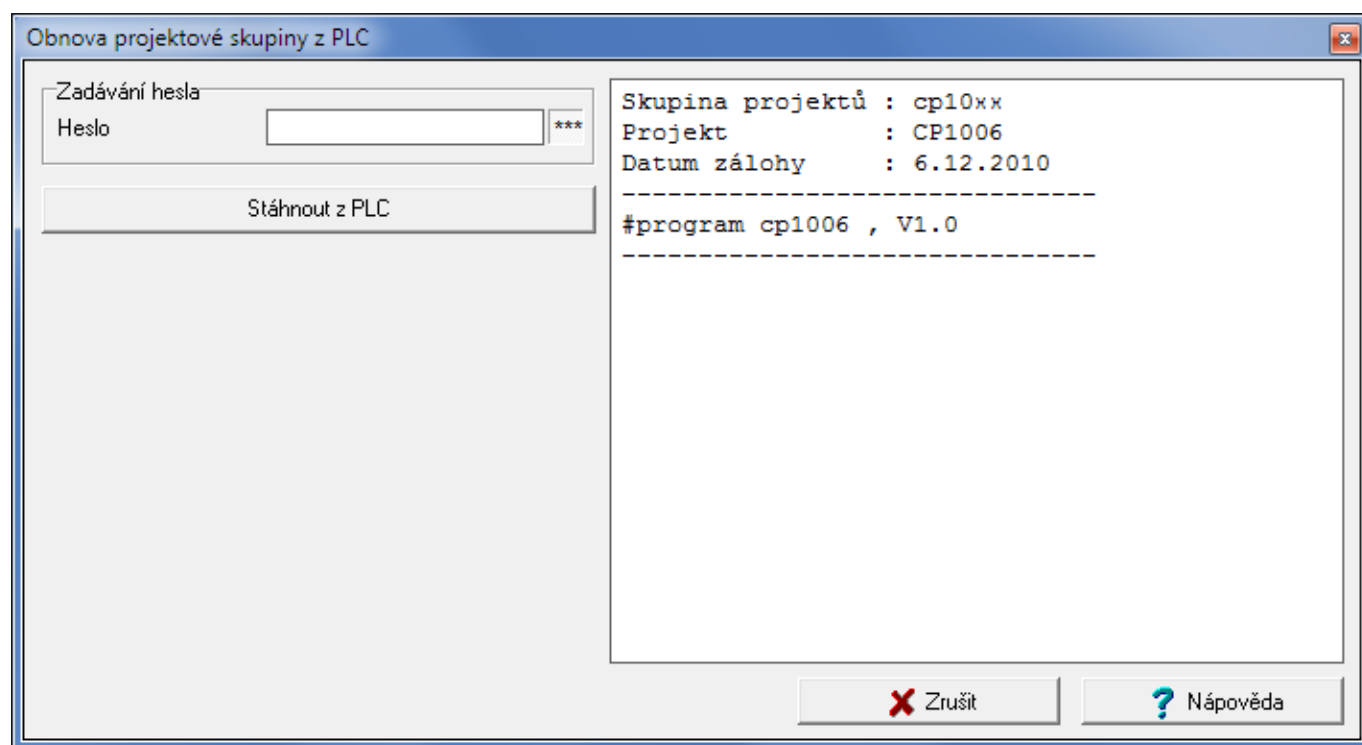 Obnova projektové skupiny z PLC
Zadávání hesla
Heslo
***
Stáhnout z PLC
Skupina projektů : cp10xx
Projekt : CP1006
Datum zálohy : 6.12.2010
-------------------------------
#program cp1006 , V1.0
-------------------------------
Zrušit
Nápověda